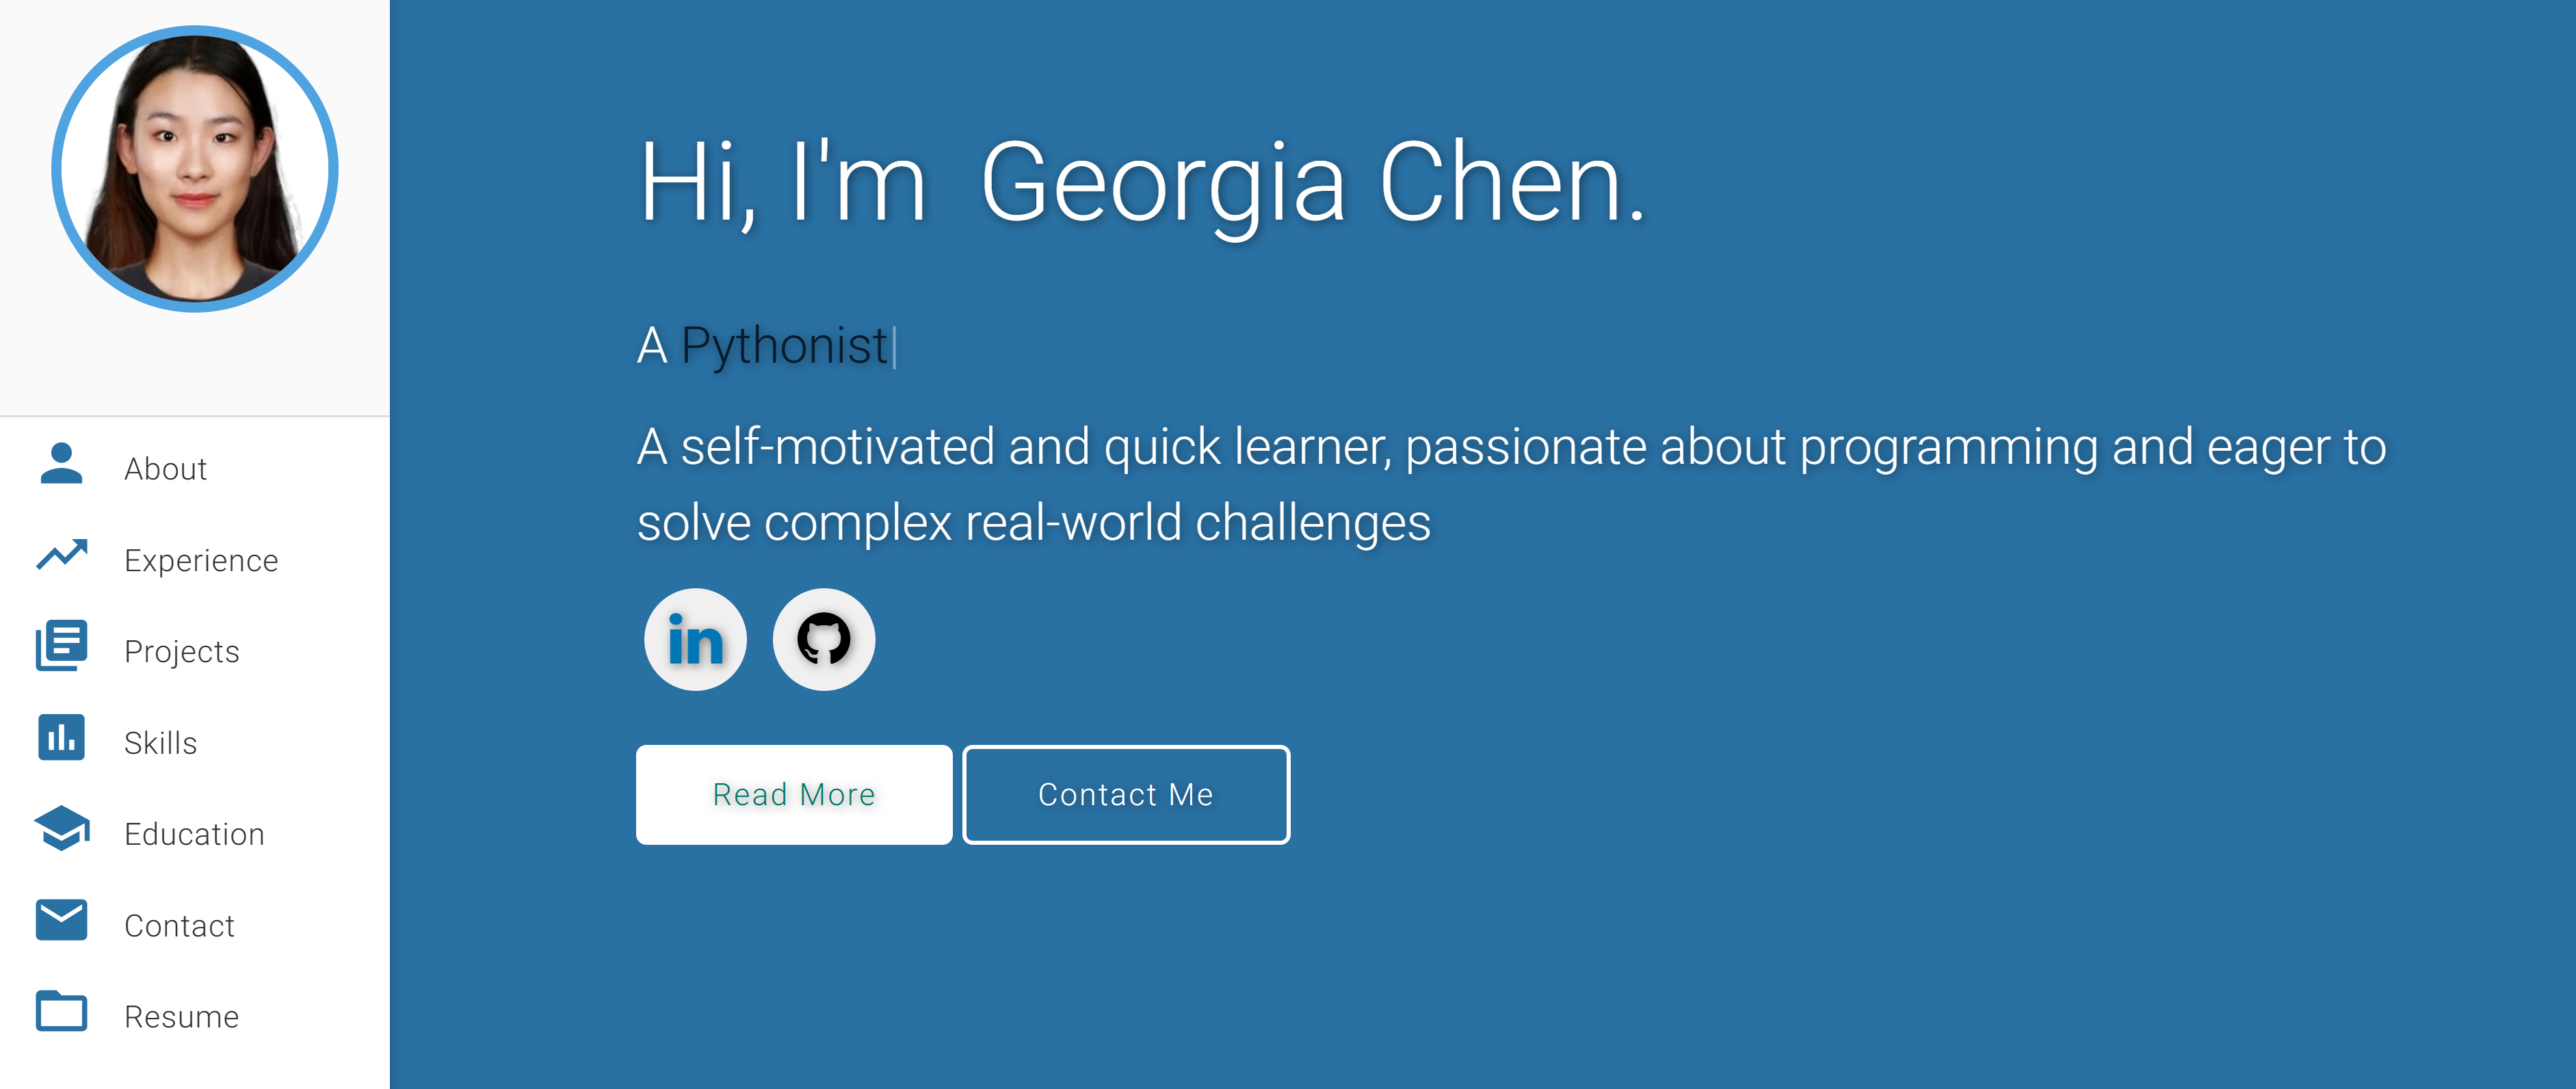 About
Experience
Projects
Skills
Education
Contact
Resume
Hi, I'm  Georgia Chen.
A Pythonist|
A self-motivated and quick learner, passionate about programming and eager to
solve complex real-world challenges
in
Read More
Contact Me